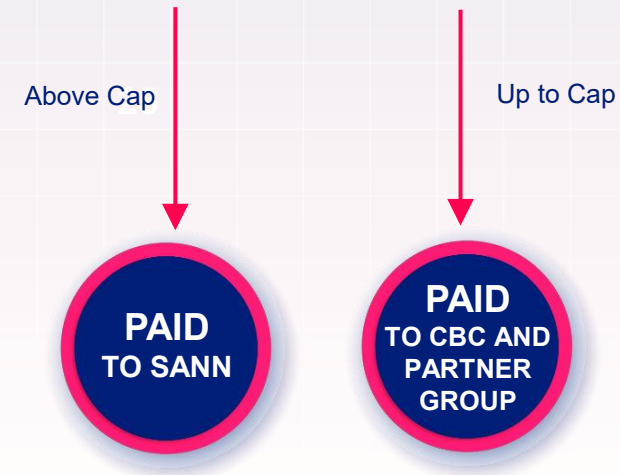 Above Cap
Up to Cap
PAID
TO SANN
PAID
TO CBC AND
PARTNER
GROUP